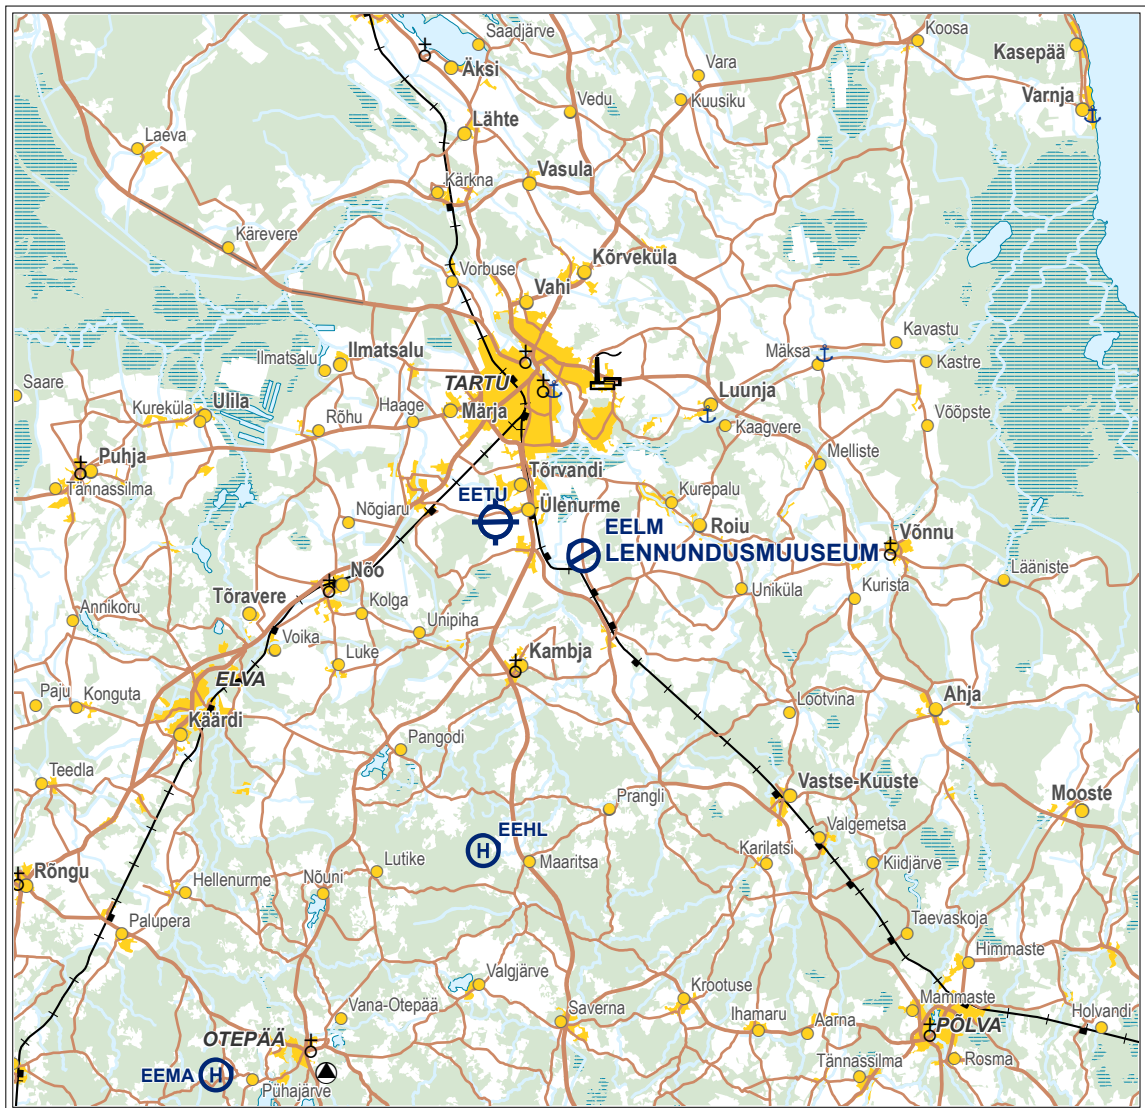 Saadjärve
Koosa
Kasepää
Äksi
Vara
Kuusiku
Varnja
Vedu
Lähte
Laeva
Vasula
Kärkna
Kärevere
Kõrveküla
Vorbuse
Vahi
Kavastu
Mäksa
Kastre
Ilmatsalu
Ilmatsalu
Saare
TARTU
Luunja
Märja
Haage
Ulila
Kureküla
Rõhu
Kaagvere
Võõpste
Puhja
Melliste
Tännassilma
Tõrvandi
EETU
Kurepalu
Ülenurme
Nõgiaru
Roiu
EELM
LENNUNDUSMUUSEUM
Võnnu
Nõo
Lääniste
Uniküla
Kurista
Tõravere
Kolga
Annikoru
Unipiha
Voika
Luke
Kambja
ELVA
Paju
Konguta
Lootvina
Ahja
Käärdi
Pangodi
Teedla
Vastse-Kuuste
Prangli
Mooste
Valgemetsa
EEHL
H
Maaritsa
Karilatsi
Kiidjärve
Rõngu
Lutike
Hellenurme
Nõuni
Palupera
Taevaskoja
Himmaste
Valgjärve
Krootuse
Vana-Otepää
Saverna
Mammaste
Ihamaru
Aarna
PÕLVA
Holvandi
OTEPÄÄ
Rosma
Tännassilma
EEMA
H
Pühajärve